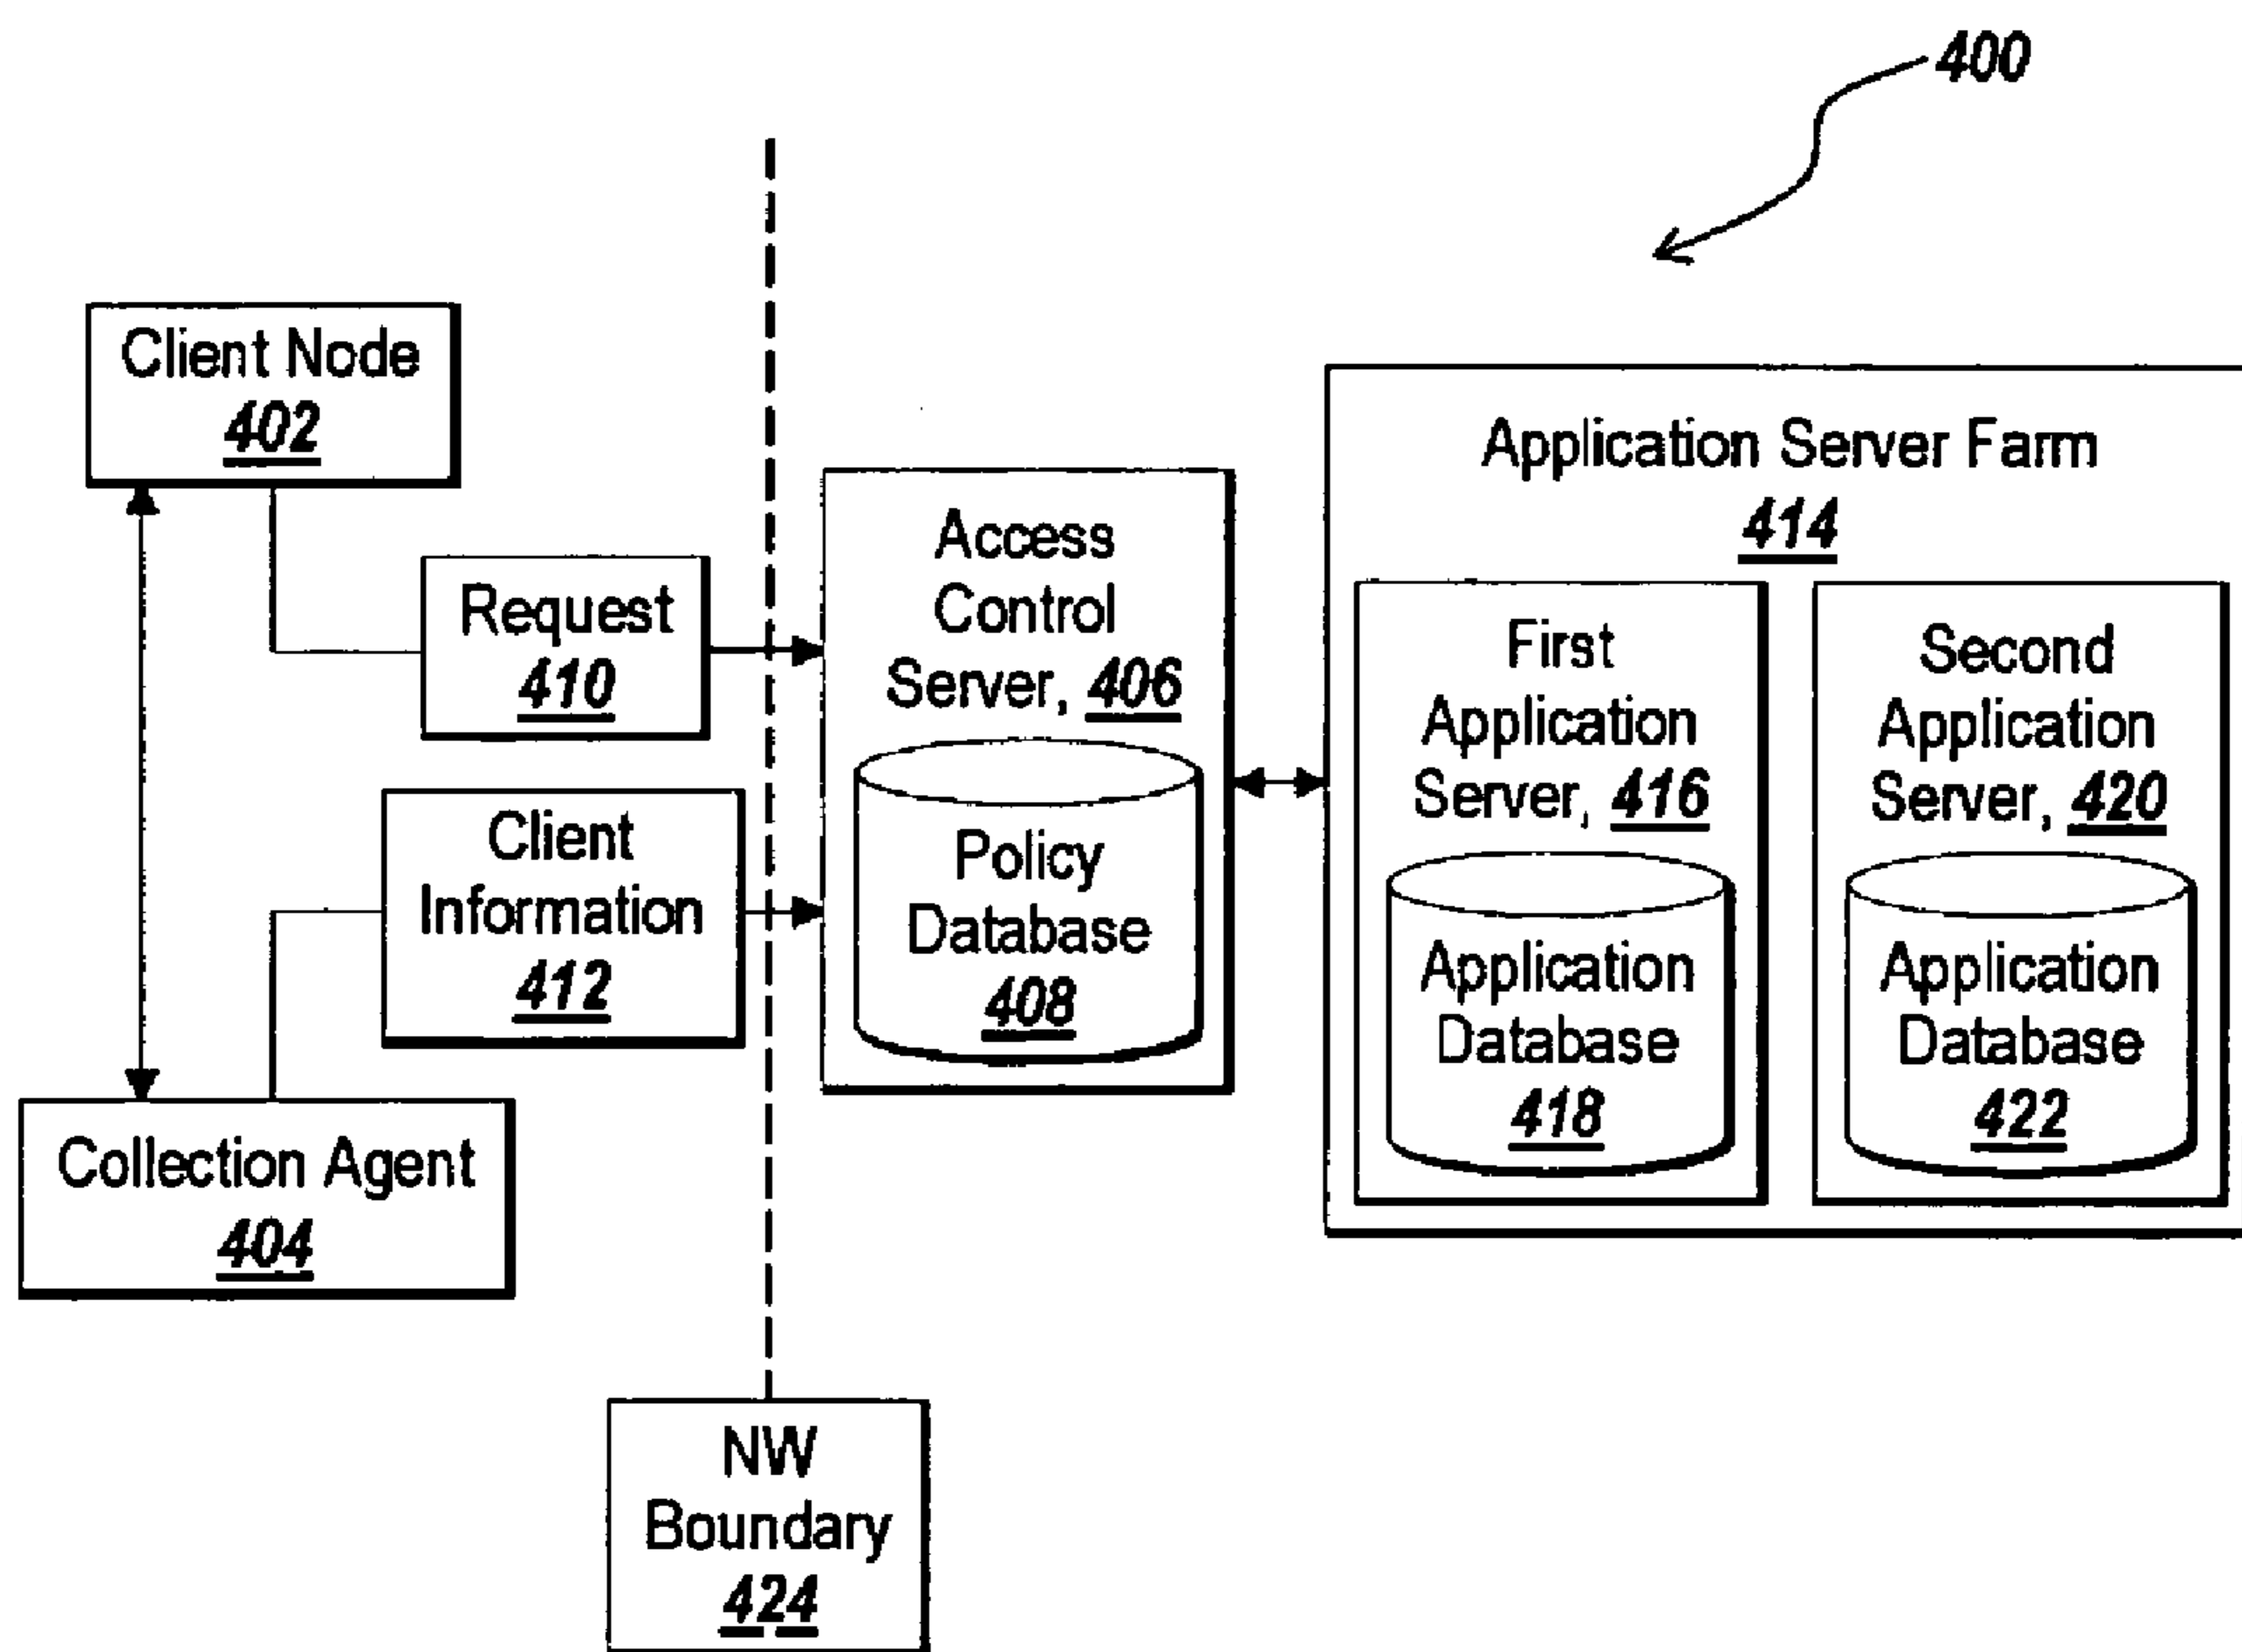 400
Client Node
402
Request
410
Client
Information
412
Collection Agent
404
NW
Boundary
424
Access
Control
Server, 406
Policy
Database
408
Application Server Farm
414
First
Application
Server, 416
Application
Database
418
Second
Application
Server, 420
Application
Database
422